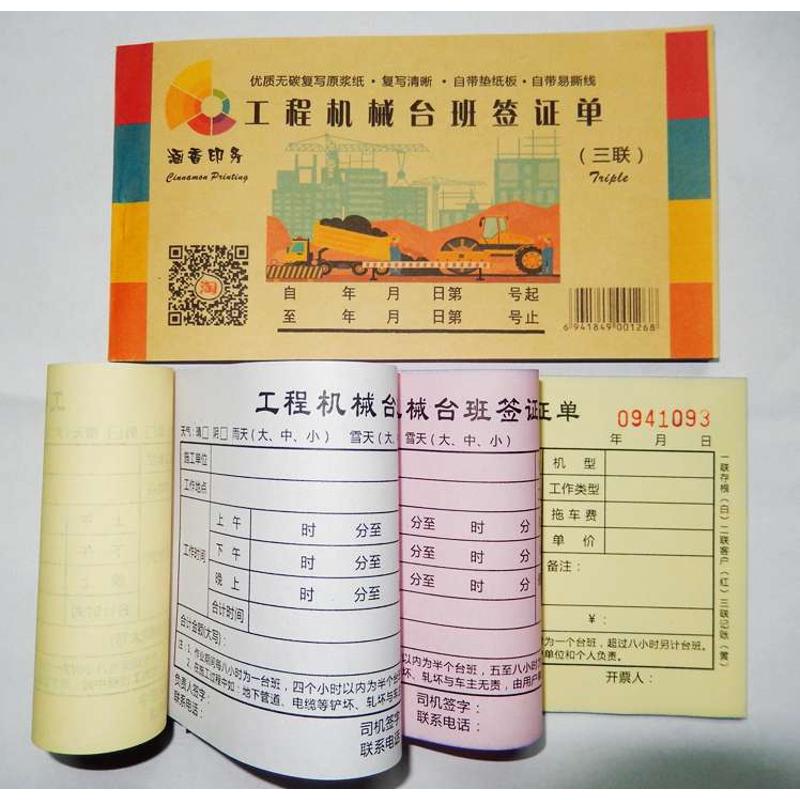 优质无碳复写原浆纸·复写清晰·自带垫纸板·自带易撕线
工程机械台班签证单
涵香印务
Cinnamon Printing
（三联）
Triple
淘
自 年 月 日第 号起
至 年 月 日第 号止
6 941849 001268
工程机械台
械台班签证
证单
0941093
天气：晴□ 阴□ 雨天（大、中、小） 雪天（大、
雪天（大、中、小）
年 月 日
施工单位
机 型
工作地点
工作类型
拖车费
单 价
工作时间
上午 时 分至
下午 时 分至
晚上 时 分至
分至 时 分
分至 时 分
分至 时 分
合计时间
备注：
合计金额(大写)：
￥：
注：1. 作业期间每八小时为一个台班，四个小时以内为半个台
2. 在施工过程中如：地下管道、电缆等铲坏、轧坏与车
以内为半个台班，五至八小时
坏、轧坏与车主无责，由用户
为一个台班，超过八小时另计台班。
单位和个人负责。
负责人签字：
联系电话：
司机签字
联系电话
司机签字：
联系电话：
开票人：
一联存根（白）二联客户（红）三联记账（黄）